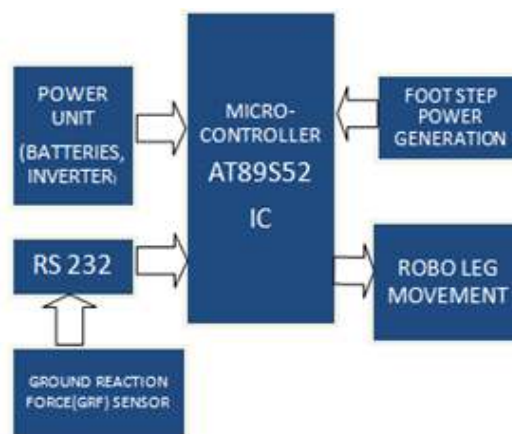 POWER
UNIT
(BATTERIES,
INVERTER)
MICRO-
CONTROLLER
AT89S52
IC
FOOT STEP
POWER
GENERATION
RS 232
ROBO LEG
MOVEMENT
GROUND REACTION
FORCE(GRF) SENSOR